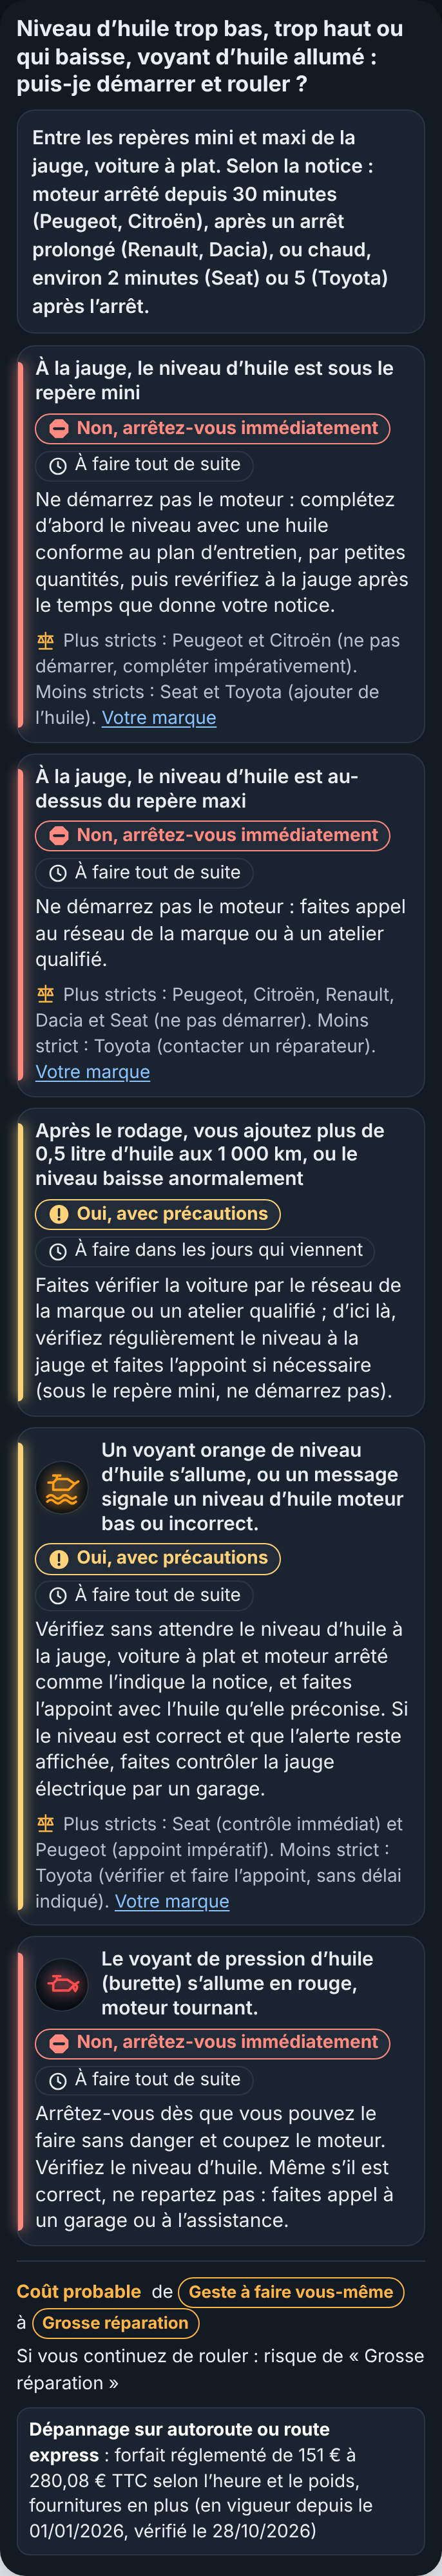 Niveau d’huile trop bas, trop haut ou
qui baisse, voyant d’huile allumé :
puis-je démarrer et rouler ?
Entre les repères mini et maxi de la
jauge, voiture à plat. Selon la notice :
moteur arrêté depuis 30 minutes
(Peugeot, Citroën), après un arrêt
prolongé (Renault, Dacia), ou chaud,
environ 2 minutes (Seat) ou 5 (Toyota)
après l’arrêt.
À la jauge, le niveau d’huile est sous le
repère mini
Non, arrêtez-vous immédiatement
À faire tout de suite
Ne démarrez pas le moteur : complétez
d’abord le niveau avec une huile
conforme au plan d’entretien, par petites
quantités, puis revérifiez à la jauge après
le temps que donne votre notice.
Plus stricts : Peugeot et Citroën (ne pas
démarrer, compléter impérativement).
Moins stricts : Seat et Toyota (ajouter de
l’huile). Votre marque
À la jauge, le niveau d’huile est au-
dessus du repère maxi
Non, arrêtez-vous immédiatement
À faire tout de suite
Ne démarrez pas le moteur : faites appel
au réseau de la marque ou à un atelier
qualifié.
Plus stricts : Peugeot, Citroën, Renault,
Dacia et Seat (ne pas démarrer). Moins
strict : Toyota (contacter un réparateur).
Votre marque
Après le rodage, vous ajoutez plus de
0,5 litre d’huile aux 1 000 km, ou le
niveau baisse anormalement
Oui, avec précautions
À faire dans les jours qui viennent
Faites vérifier la voiture par le réseau de
la marque ou un atelier qualifié ; d’ici là,
vérifiez régulièrement le niveau à la
jauge et faites l’appoint si nécessaire
(sous le repère mini, ne démarrez pas).
Un voyant orange de niveau
d’huile s’allume, ou un message
signale un niveau d’huile moteur
bas ou incorrect.
Oui, avec précautions
À faire tout de suite
Vérifiez sans attendre le niveau d’huile à
la jauge, voiture à plat et moteur arrêté
comme l’indique la notice, et faites
l’appoint avec l’huile qu’elle préconise. Si
le niveau est correct et que l’alerte reste
affichée, faites contrôler la jauge
électrique par un garage.
Plus stricts : Seat (contrôle immédiat) et
Peugeot (appoint impératif). Moins strict :
Toyota (vérifier et faire l’appoint, sans délai
indiqué). Votre marque
Le voyant de pression d’huile
(burette) s’allume en rouge,
moteur tournant.
Non, arrêtez-vous immédiatement
À faire tout de suite
Arrêtez-vous dès que vous pouvez le
faire sans danger et coupez le moteur.
Vérifiez le niveau d’huile. Même s’il est
correct, ne repartez pas : faites appel à
un garage ou à l’assistance.
Coût probable de Geste à faire vous-même
à Grosse réparation
Si vous continuez de rouler : risque de « Grosse
réparation »
Dépannage sur autoroute ou route
express : forfait réglementé de 151 € à
280,08 € TTC selon l’heure et le poids,
fournitures en plus (en vigueur depuis le
01/01/2026, vérifié le 28/10/2026)